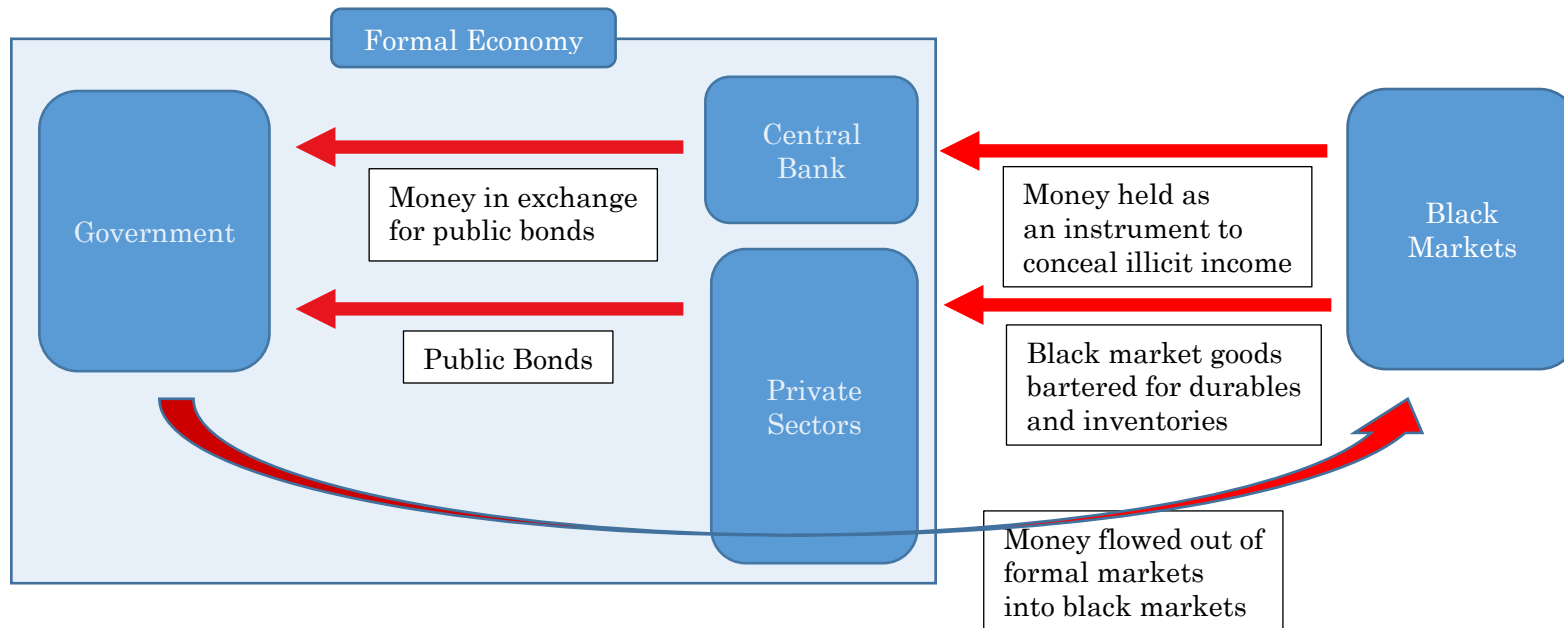 Formal Economy
Government
Central
Bank
Money in exchange
for public bonds
Money held as
an instrument to
conceal illicit income
Black
Markets
Public Bonds
Private
Sectors
Black market goods
bartered for durables
and inventories
Money flowed out of
formal markets
into black markets